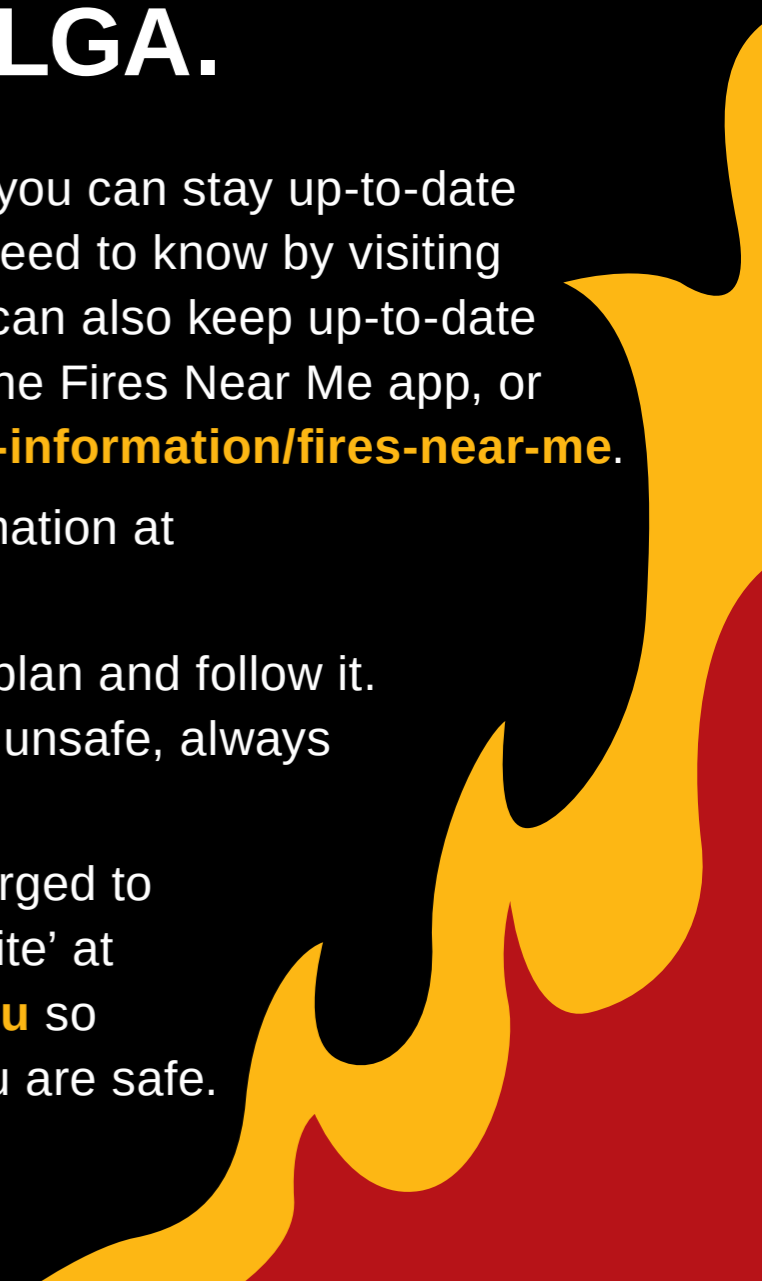 LGA.
you can stay up-to-date
eed to know by visiting
can also keep up-to-date
ne Fires Near Me app, or
-information/fires-near-me.
nation at
plan and follow it.
unsafe, always
rged to
ite’ at
u so
u are safe.